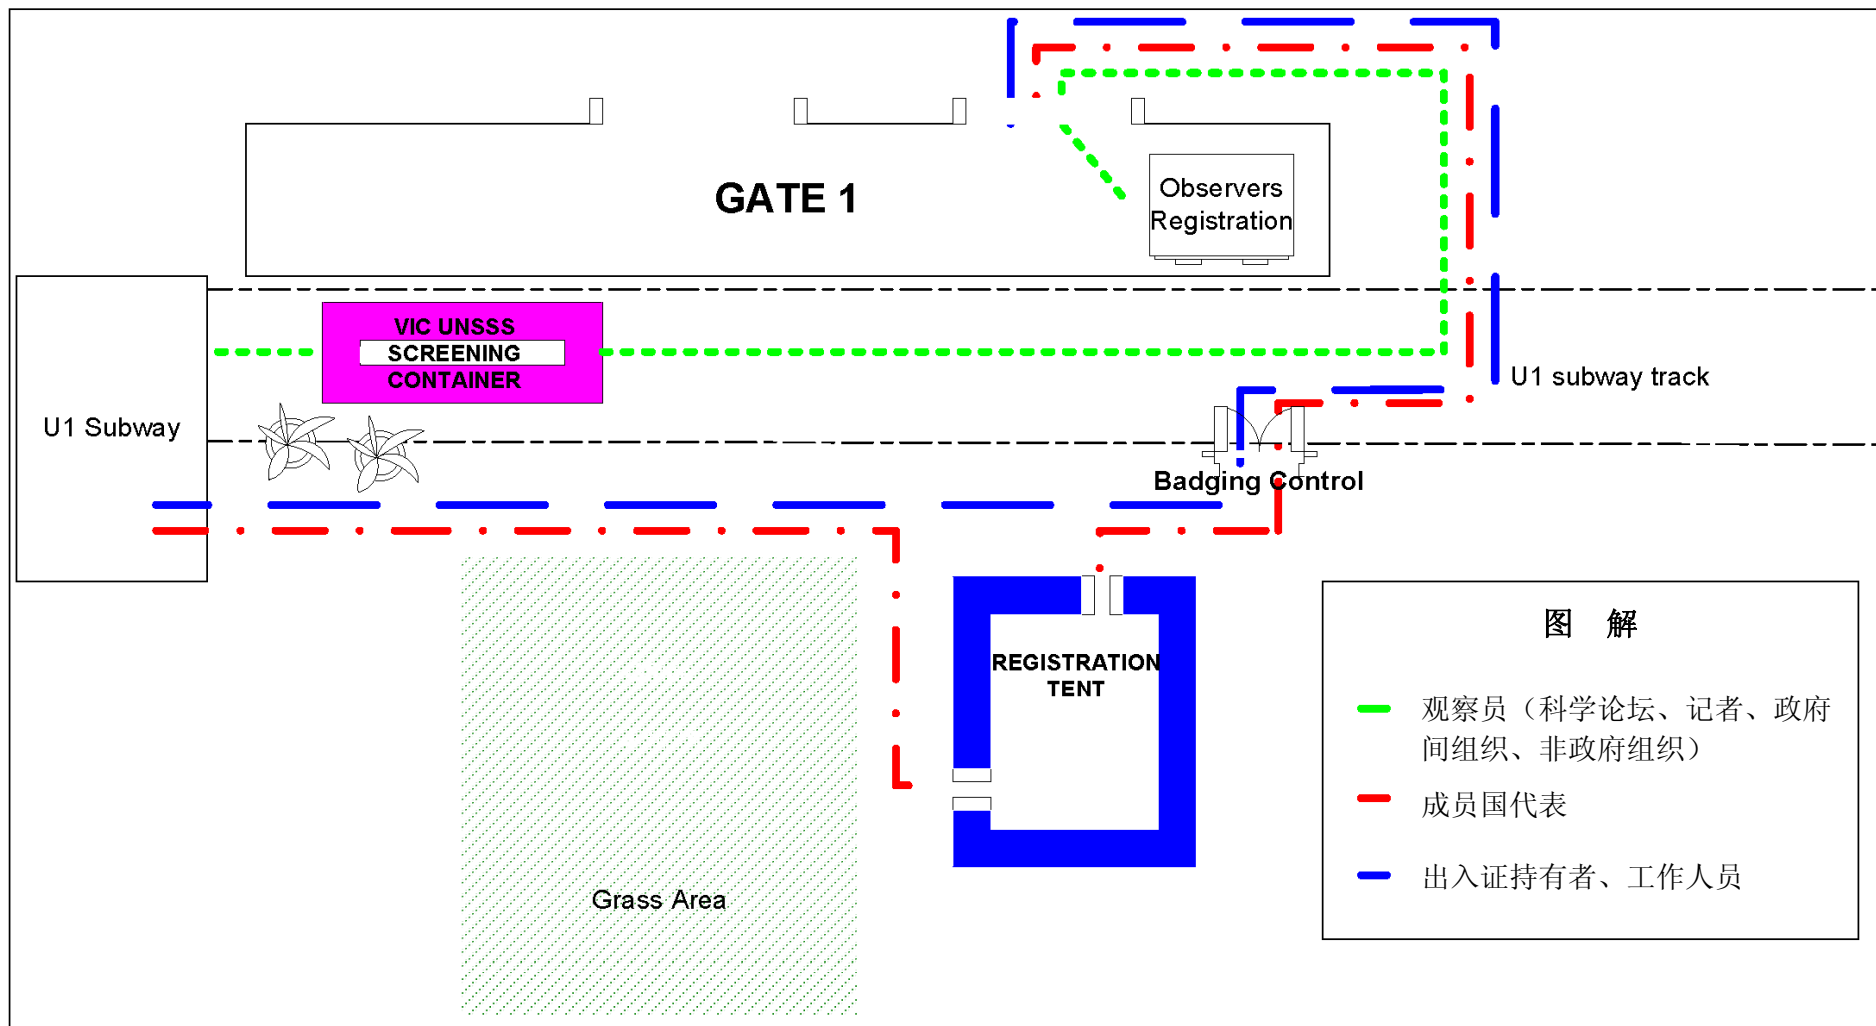 GATE 1
Observers
Registration
VIC UNSSS
SCREENING
CONTAINER
U1 Subway
U1 subway track
Badging Control
REGISTRATION
TENT
Grass Area
图 解
观察员（科学论坛、记者、政府
间组织、非政府组织）
成员国代表
出入证持有者、工作人员